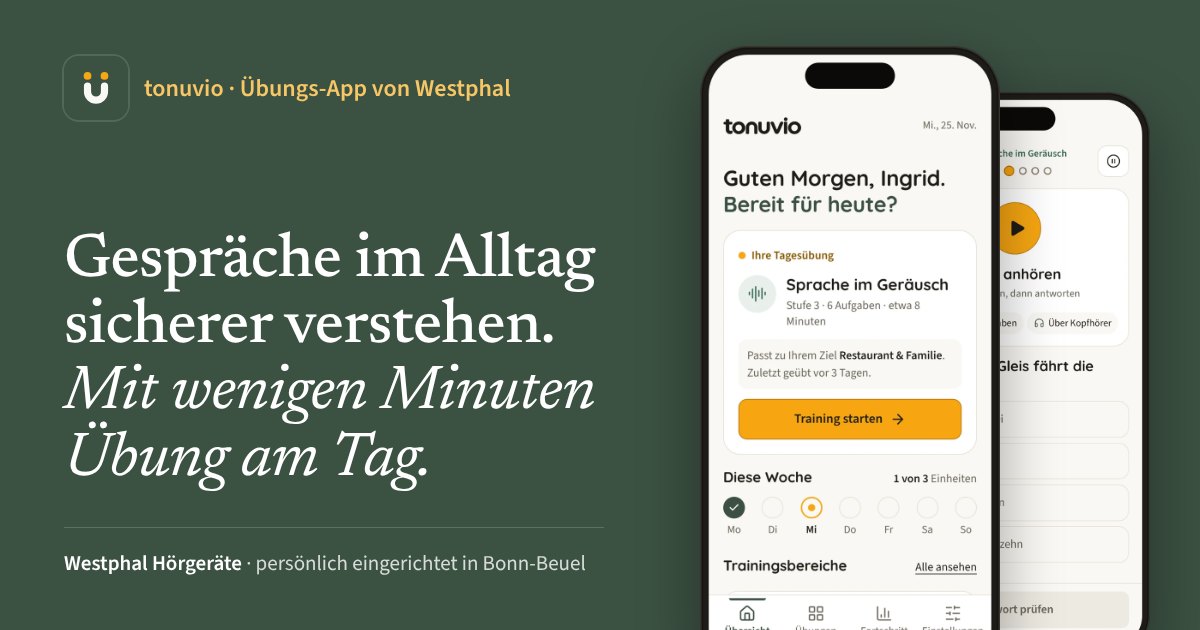 tonuvio · Übungs-App von Westphal
Gespräche im Alltag
sicherer verstehen.
Mit wenigen Minuten
Übung am Tag.
Westphal Hörgeräte · persönlich eingerichtet in Bonn-Beuel
tonuvio
Mi., 25. Nov.
Guten Morgen, Ingrid.
Bereit für heute?
Ihre Tagesübung
Sprache im Geräusch
Stufe 3 · 6 Aufgaben · etwa 8
Minuten
Passt zu Ihrem Ziel Restaurant & Familie.
Zuletzt geübt vor 3 Tagen.
Training starten →
Diese Woche
1 von 3 Einheiten
Mo Di Mi Do Fr Sa So
Trainingsbereiche
Alle ansehen
im Geräusch
anhören
dann antworten
Über Kopfhörer
Gleis fährt die
prüfen